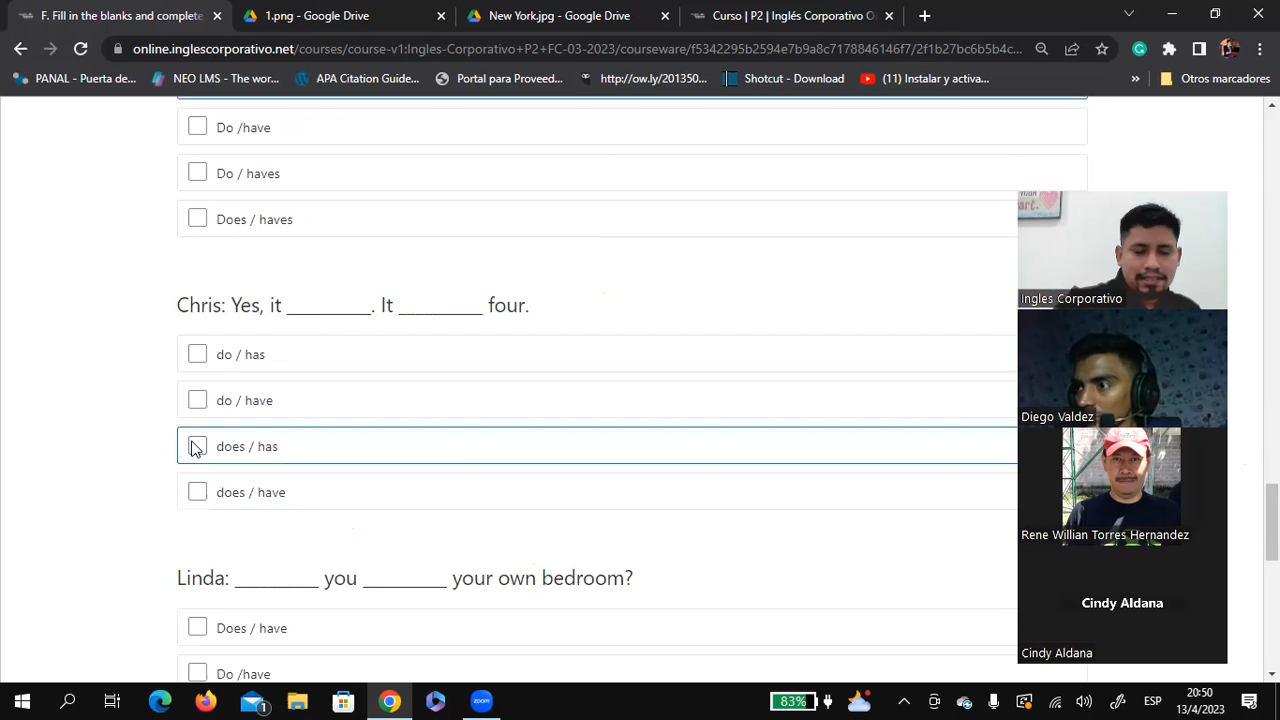 F. Fill in the blanks and complete
1.png - Google Drive
New York.jpg - Google Drive
Curso | P2 | Inglés Corporativo O
online.inglescorporativo.net/courses/course-v1:Ingles-Corporativo+P2+FC-03-2023/courseware/f5342295b2594e7b9a8c7178846146f7/2f1b27bc6b5b4c...
PANAL - Puerta de...
NEO LMS - The wor...
APA Citation Guide...
Portal para Proveed...
http://ow.ly/201350...
Shotcut - Download
(11) Instalar y activa...
»
Otros marcadores
Do /have
Do / haves
Does / haves
Chris: Yes, it _________. It _________ four.
do / has
do / have
does / has
does / have
Linda: _________ you _________ your own bedroom?
Does / have
Do /have
Ingles Corporativo
Diego Valdez
Rene Willian Torres Hernandez
Cindy Aldana
Cindy Aldana
1
83%
ESP
20:50
13/4/2023